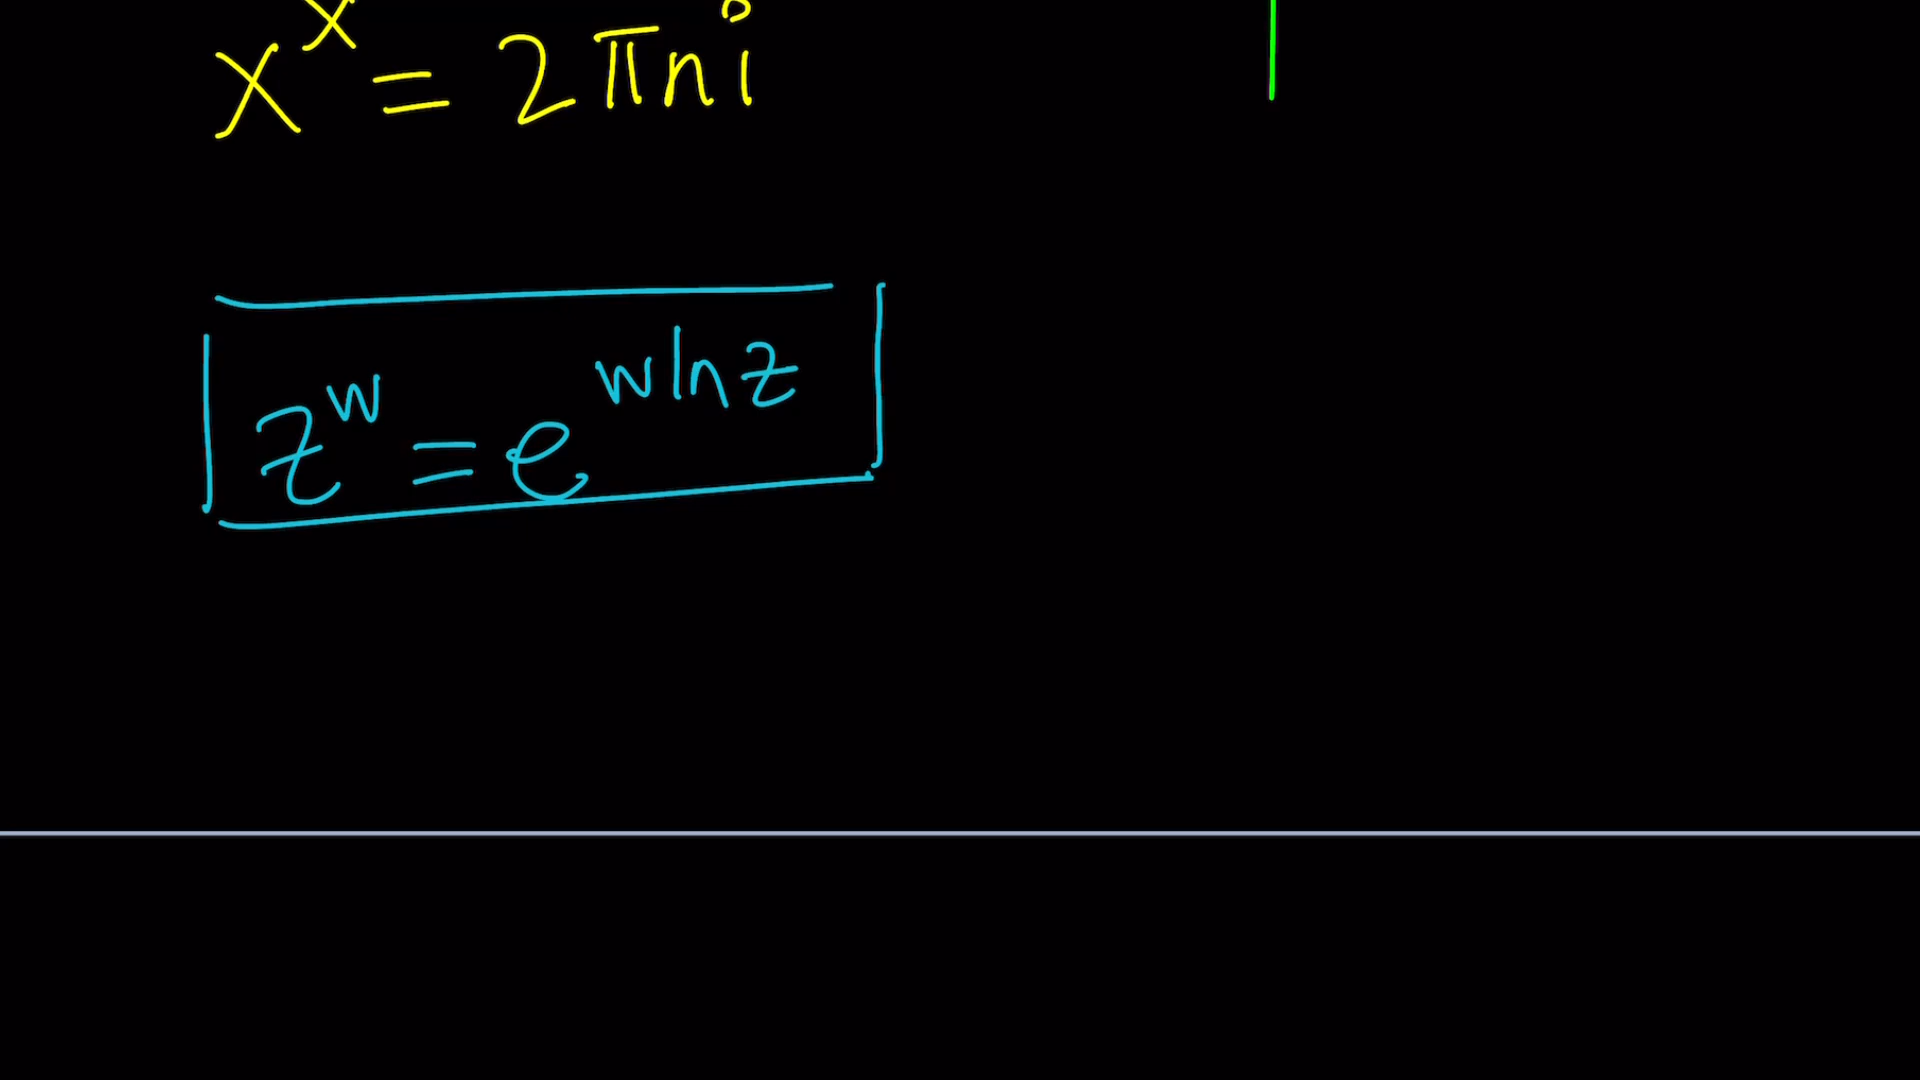 x^x = 2πni
z^w = e^{w ln z}